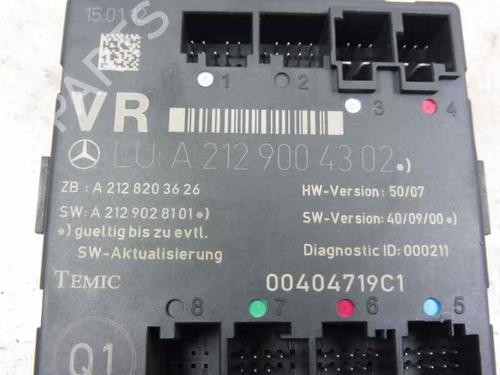 15.01
1 2 3 4
VR
LU: A 212 900 43 02 *)
ZB : A 212 820 36 26
HW-Version: 50/07
SW: A 212 902 81 01 *)
SW-Version: 40/09/00 *)
*) gueltig bis zu evtl.
SW-Aktualisierung
Diagnostic ID: 000211
TEMIC
00404719C1
8 7 6 5
Q1
PARTS